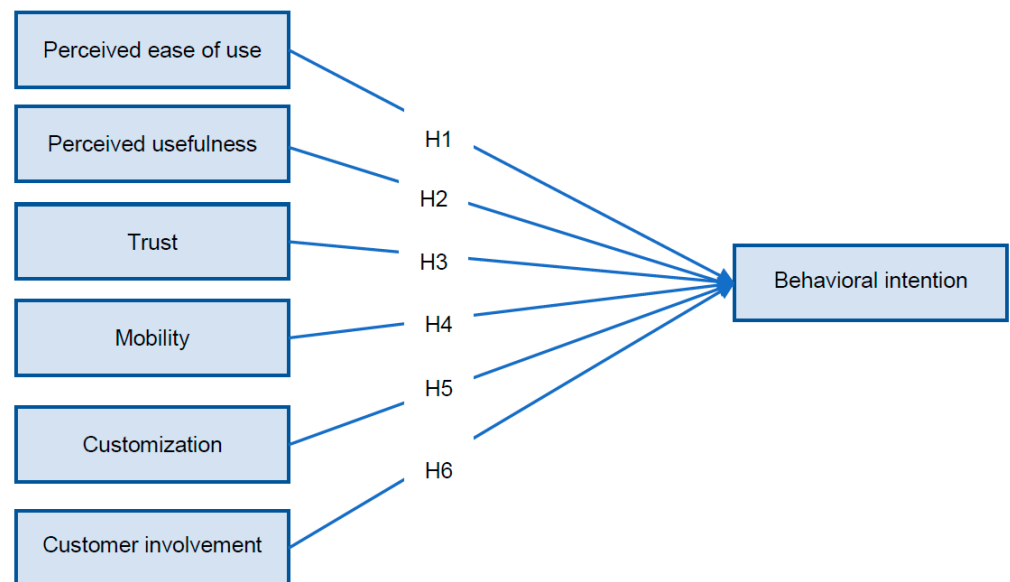 Perceived ease of use
Perceived usefulness
Trust
Mobility
Customization
Customer involvement
H1
H2
H3
H4
H5
H6
Behavioral intention